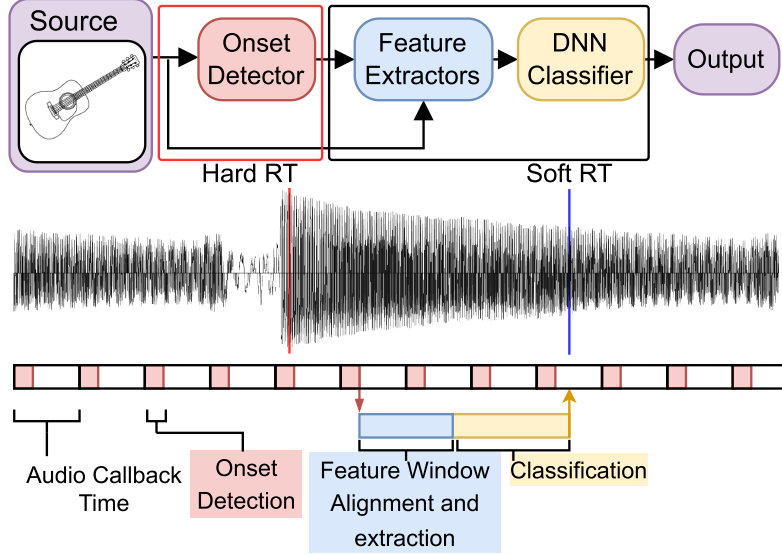 Source
Onset
Detector
Feature
Extractors
DNN
Classifier
Output
Hard RT
Soft RT
Audio Callback
Time
Onset
Detection
Feature Window
Alignment and
extraction
Classification